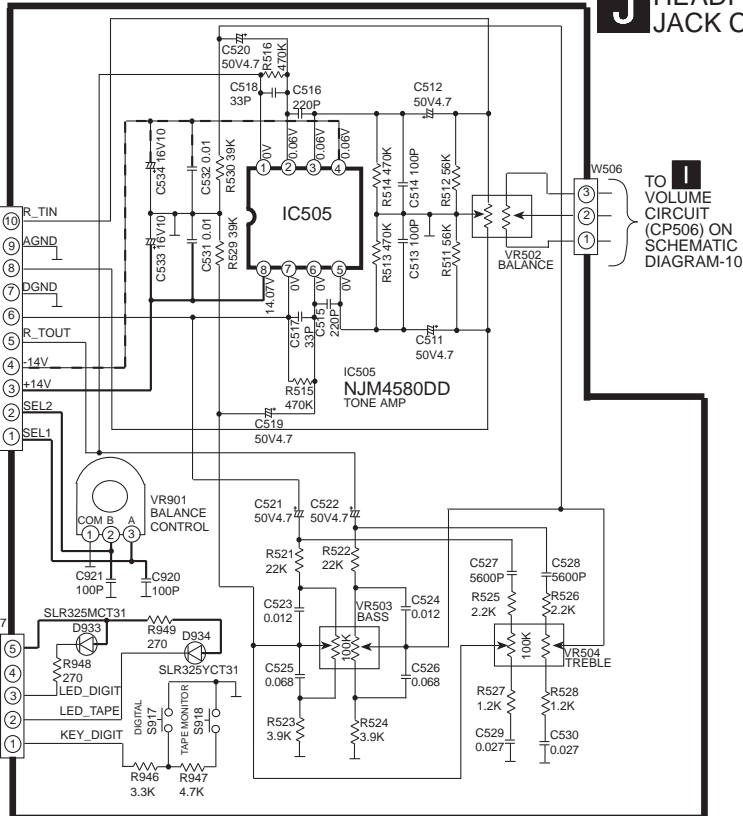 J HEADPH
JACK C
C520
50V4.7
R516
470K
C518
33P
C516
220P
C512
50V4.7
C534 16V10
C532 0.01
R530 39K
0V
0.06V
0.06V
0.06V
1 2 3 4
IC505
R514 470K
C514 100P
R512 56K
W506
3
2
1
TO I
VOLUME
CIRCUIT
(CP506) ON
SCHEMATIC
DIAGRAM-10
VR502
BALANCE
C533 16V10
C531 0.01
R529 39K
8 7 6 5
14.07V
0V
0V
0V
R513 470K
C513 100P
R511 56K
C517
33P
C515
220P
C511
50V4.7
R515
470K
IC505
NJM4580DD
TONE AMP
C519
50V4.7
10 R_TIN
9 AGND
8
7 DGND
6
5 R_TOUT
4 -14V
3 +14V
2 SEL2
1 SEL1
VR901
BALANCE
CONTROL
COM B A
1 2 3
C921
100P
C920
100P
C521
50V4.7
C522
50V4.7
R521
22K
R522
22K
C523
0.012
VR503
BASS
100K
C524
0.012
C525
0.068
C526
0.068
R523
3.9K
R524
3.9K
C527
5600P
C528
5600P
R525
2.2K
R526
2.2K
100K
VR504
TREBLE
R527
1.2K
R528
1.2K
C529
0.027
C530
0.027
7
SLR325MCT31
D933
R949
270
D934
SLR325YCT31
R948
270
5
4
3 LED_DIGIT
2 LED_TAPE
1 KEY_DIGIT
DIGITAL
S917
TAPE MONITOR
S918
R946
3.3K
R947
4.7K